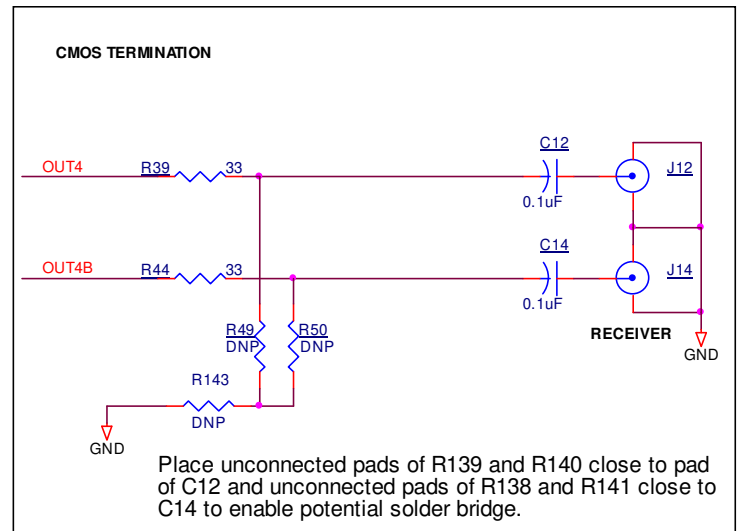 CMOS TERMINATION
OUT4 R39 33 C12 0.1uF J12
OUT4B R44 33 C14 0.1uF J14
R49 DNP R50 DNP RECEIVER GND
R143 DNP GND
Place unconnected pads of R139 and R140 close to pad
of C12 and unconnected pads of R138 and R141 close to
C14 to enable potential solder bridge.